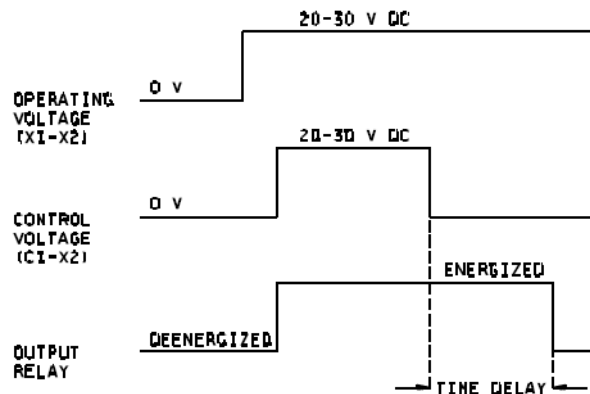 20-30 V DC
0 V
OPERATING
VOLTAGE
(X1-X2)
20-30 V DC
0 V
CONTROL
VOLTAGE
(C1-X2)
ENERGIZED
DEENERGIZED
OUTPUT
RELAY
TIME DELAY